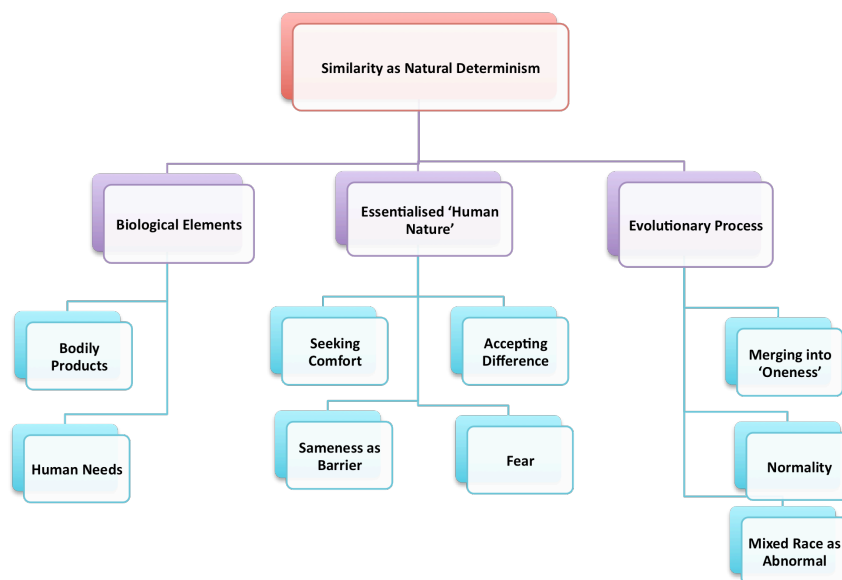 Similarity as Natural Determinism
Biological Elements
Essentialised ‘Human
Nature’
Evolutionary Process
Bodily
Products
Seeking
Comfort
Accepting
Difference
Merging into
‘Oneness’
Human Needs
Sameness as
Barrier
Fear
Normality
Mixed Race as
Abnormal